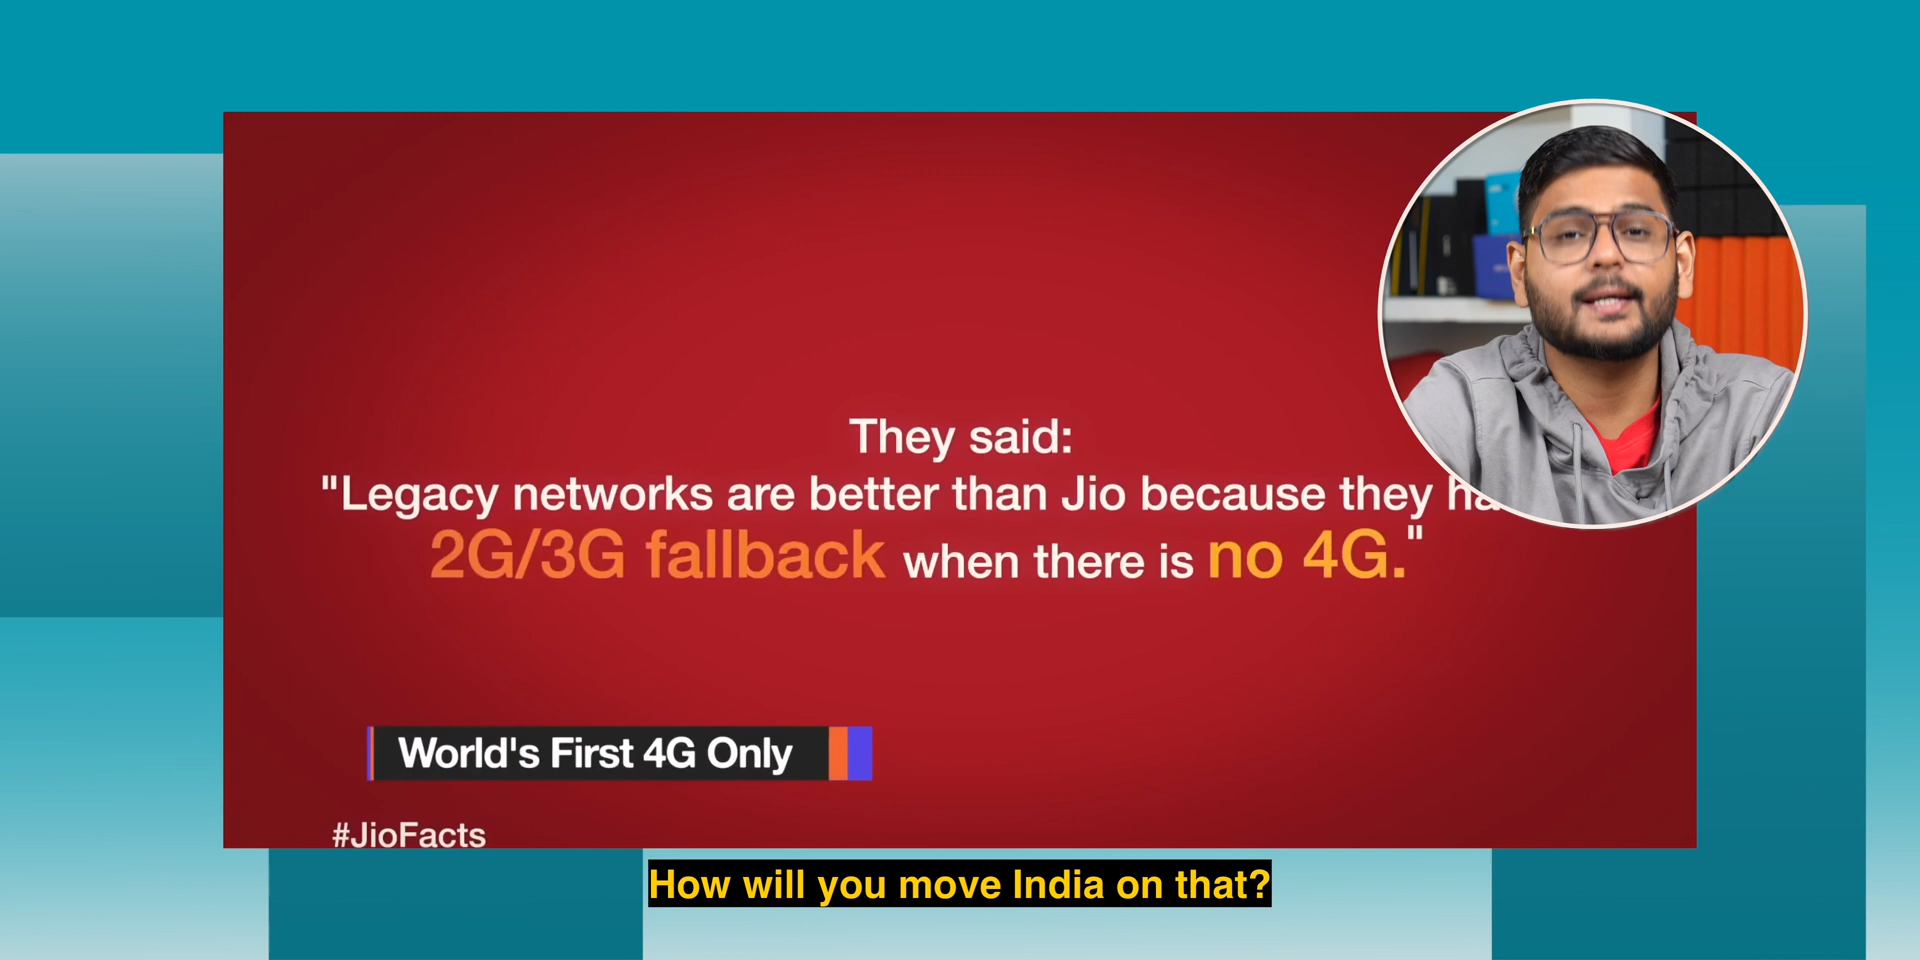 They said:
"Legacy networks are better than Jio because they
2G/3G fallback when there is no 4G."
World's First 4G Only
#JioFacts
How will you move India on that?